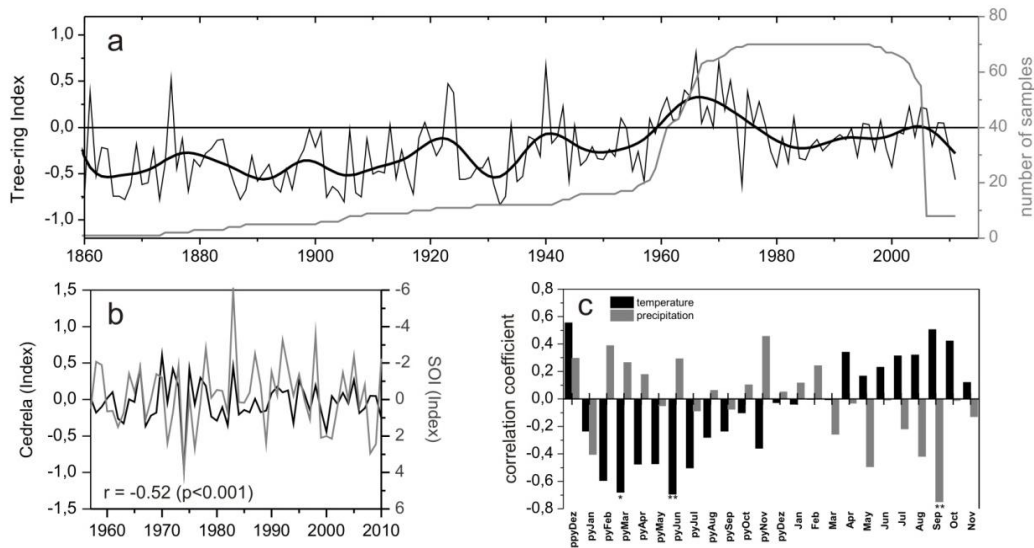 a
1,0
0,5
0,0
-0,5
-1,0
Tree-ring Index
80
60
40
20
0
number of samples
1860 1880 1900 1920 1940 1960 1980 2000
b
1,5
1,0
0,5
0,0
-0,5
-1,0
-1,5
Cedrela (Index)
-6
-4
-2
0
2
4
6
SOI (Index)
r = -0.52 (p<0.001)
1960 1970 1980 1990 2000 2010
c
temperature
precipitation
0,8
0,6
0,4
0,2
0,0
-0,2
-0,4
-0,6
-0,8
correlation coefficient
*
**
**
ppyDez
pyJan
pyFeb
pyMar
pyApr
pyMay
pyJun
pyJul
pyAug
pySep
pyOct
pyNov
pyDez
Jan
Feb
Mar
Apr
May
Jun
Jul
Aug
Sep
Oct
Nov